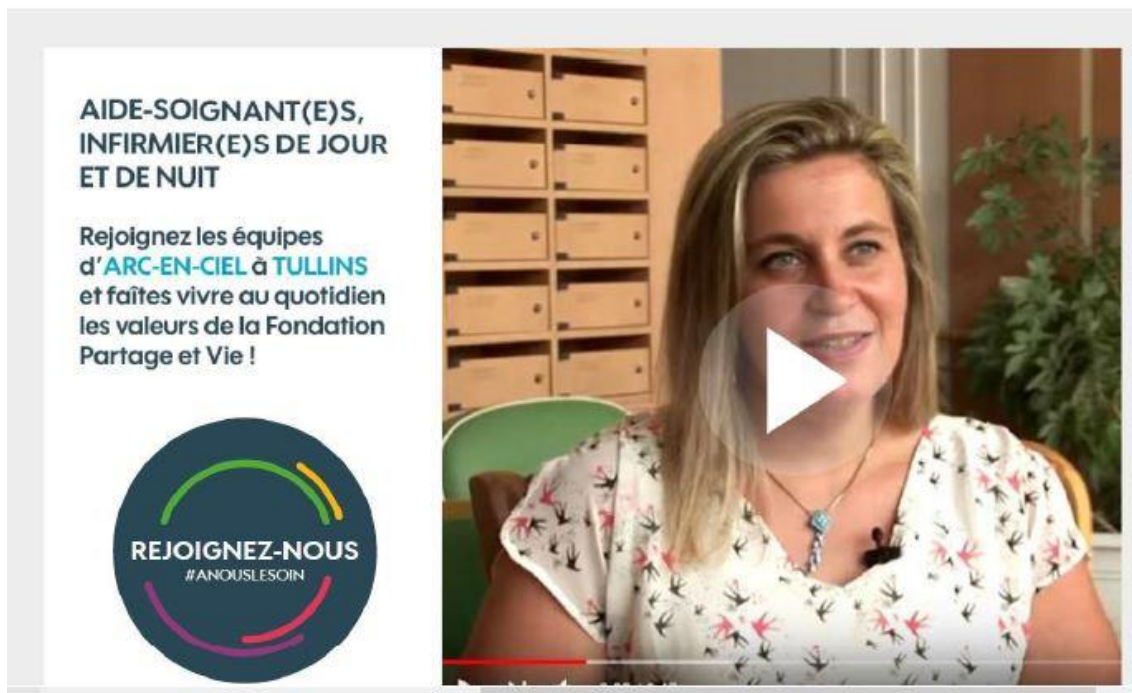 AIDE-SOIGNANT(E)S,
INFIRMIER(E)S DE JOUR
ET DE NUIT
Rejoignez les équipes
d'ARC-EN-CIEL à TULLINS
et faîtes vivre au quotidien
les valeurs de la Fondation
Partage et Vie !
REJOIGNEZ-NOUS
#ANOUSLESOIN